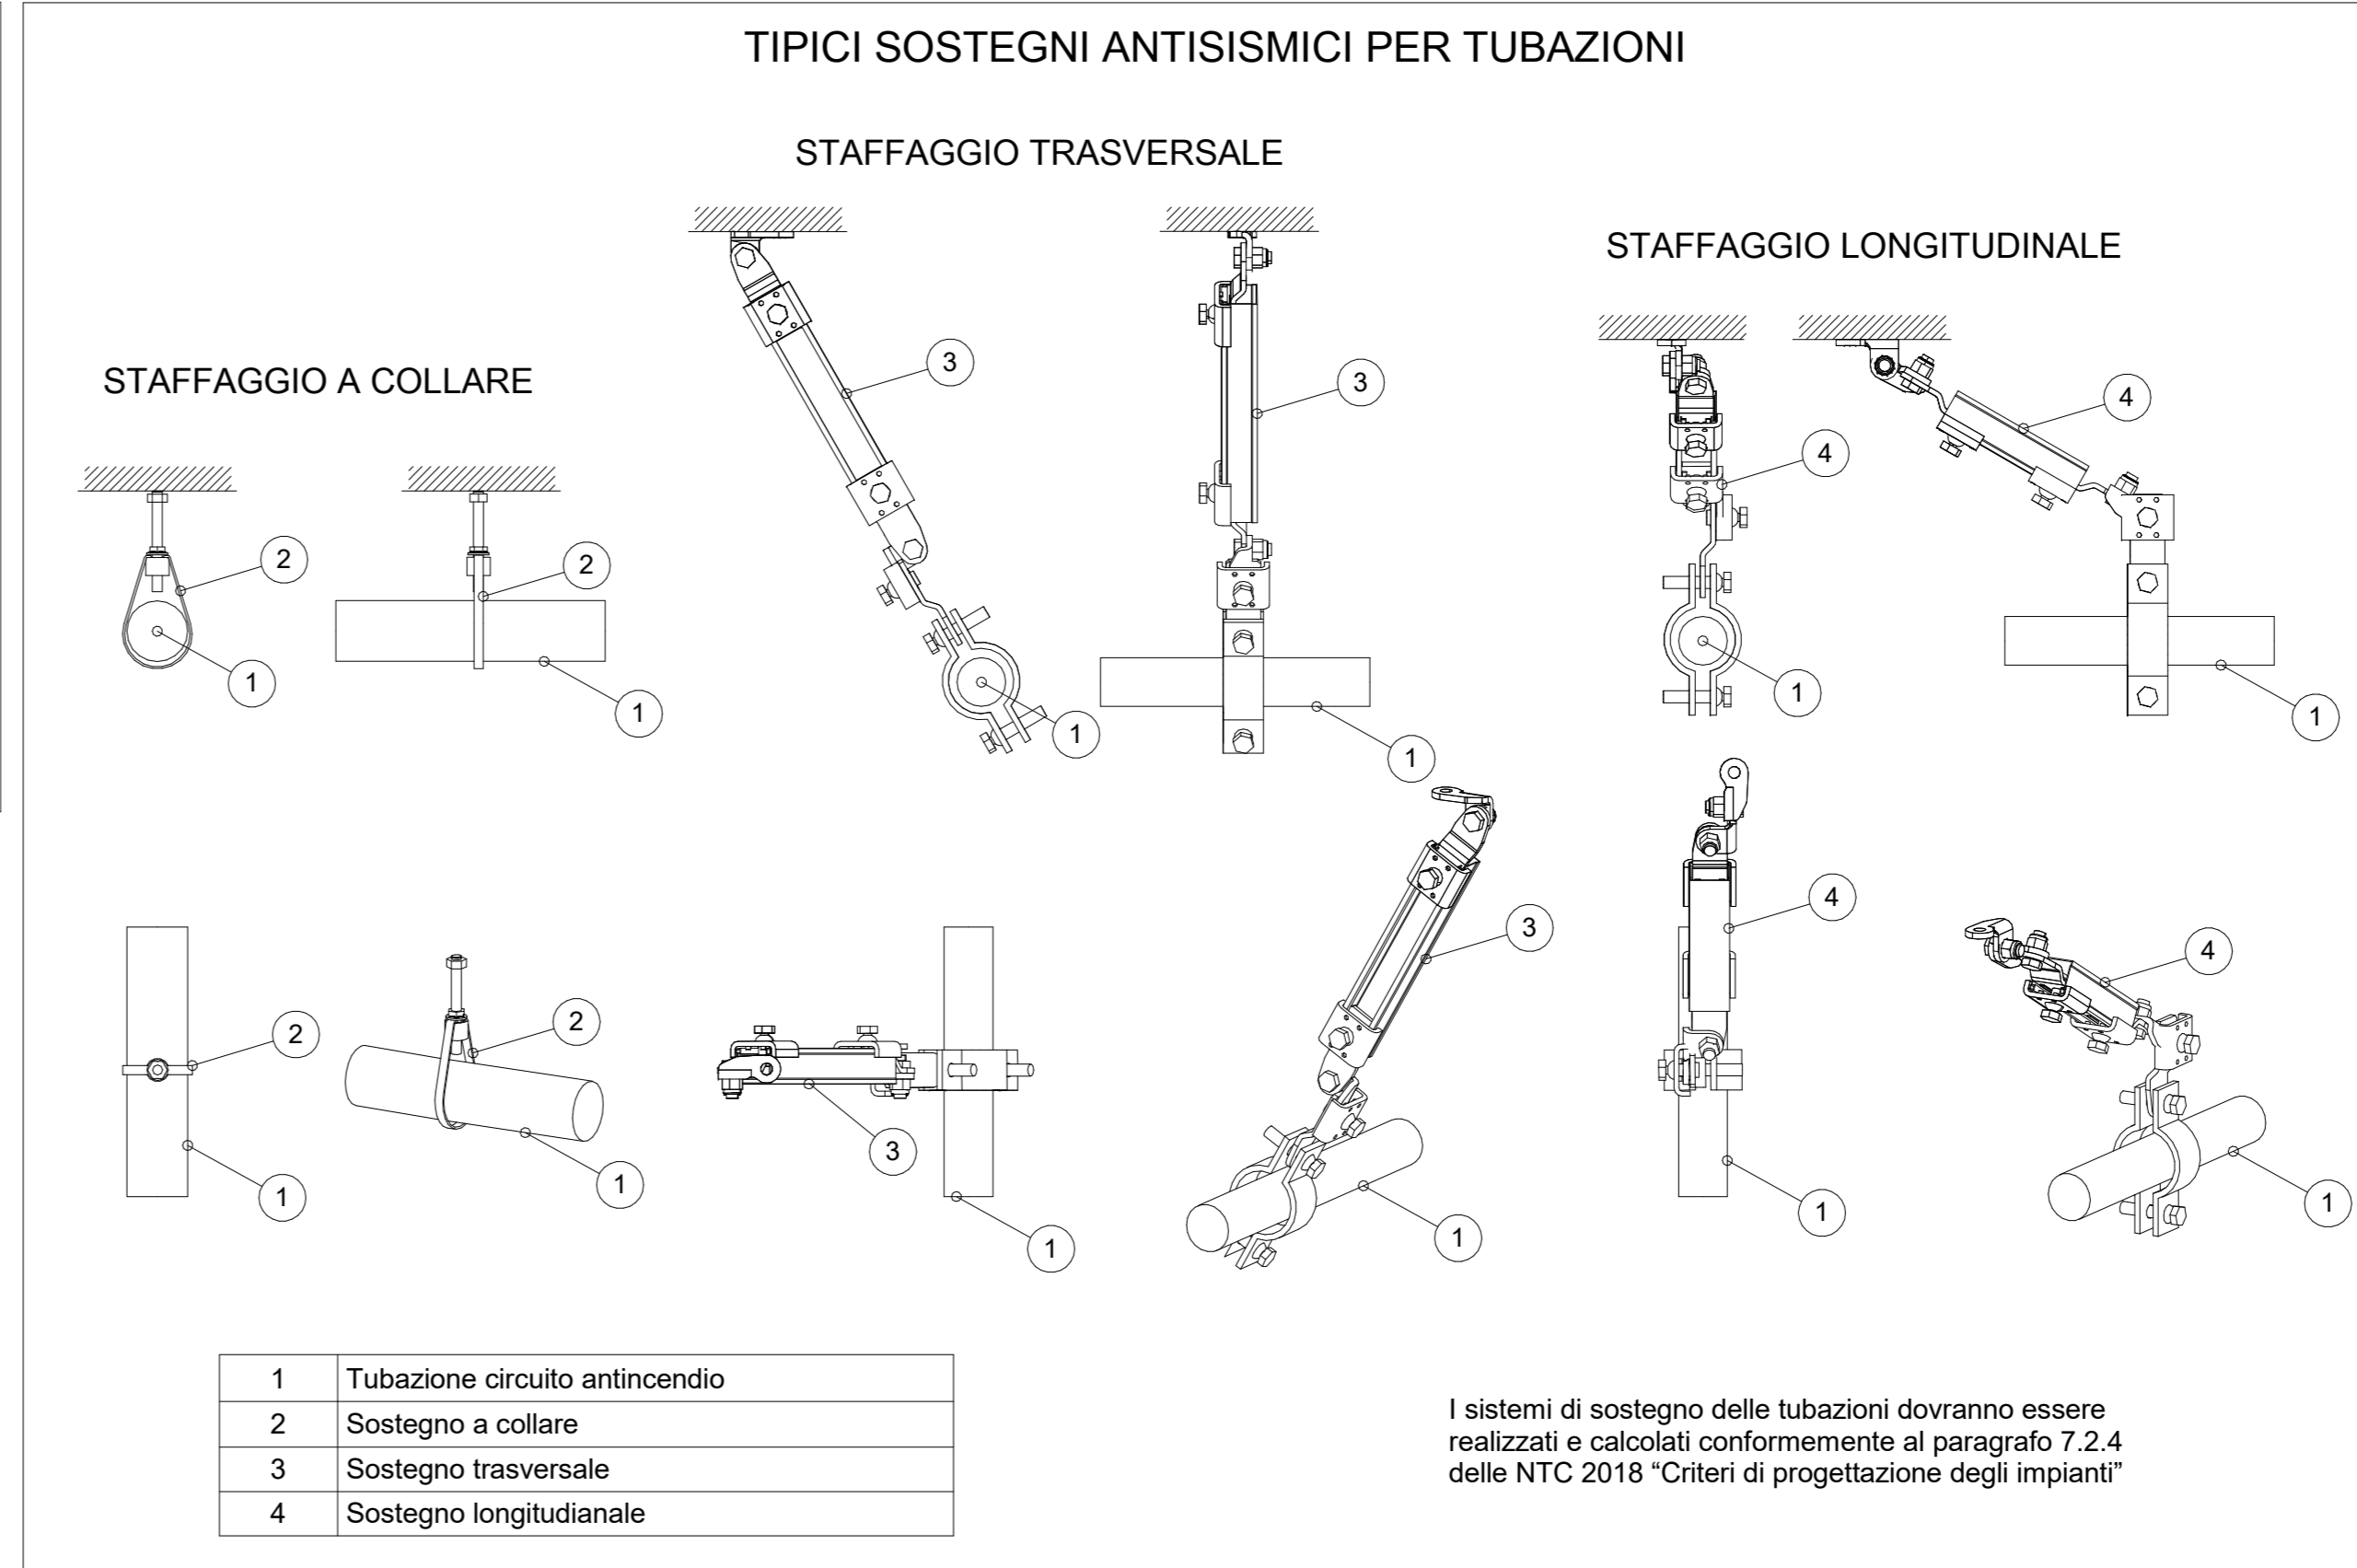 TIPICI SOSTEGNI ANTISISMICI PER TUBAZIONI
STAFFAGGIO TRASVERSALE
STAFFAGGIO LONGITUDINALE
STAFFAGGIO A COLLARE
3
3
4
4
2
2
1
1
1
1
1
1
3
4
4
2
2
3
1
1
1
1
1
1
1 Tubazione circuito antincendio
2 Sostegno a collare
3 Sostegno trasversale
4 Sostegno longitudianale
I sistemi di sostegno delle tubazioni dovranno essere
realizzati e calcolati conformemente al paragrafo 7.2.4
delle NTC 2018 “Criteri di progettazione degli impianti”